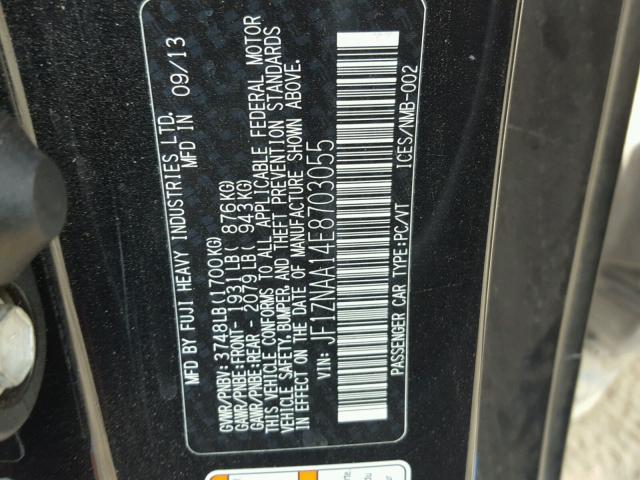 MFD BY FUJI HEAVY INDUSTRIES LTD.
MFD IN 09/13
GVWR/PNBV: 3748LB(1700KG)
GAWR/PNBE:FRONT- 1931LB( 876KG)
GAWR/PNBE:REAR - 2079LB( 943KG)
THIS VEHICLE CONFORMS TO ALL APPLICABLE FEDERAL MOTOR
VEHICLE SAFETY,BUMPER,AND THEFT PREVENTION STANDARDS
IN EFFECT ON THE DATE OF MANUFACTURE SHOWN ABOVE.
VIN: JF1ZNAA14E8703055
PASSENGER CAR TYPE:PC/VT ICES/NMB-002